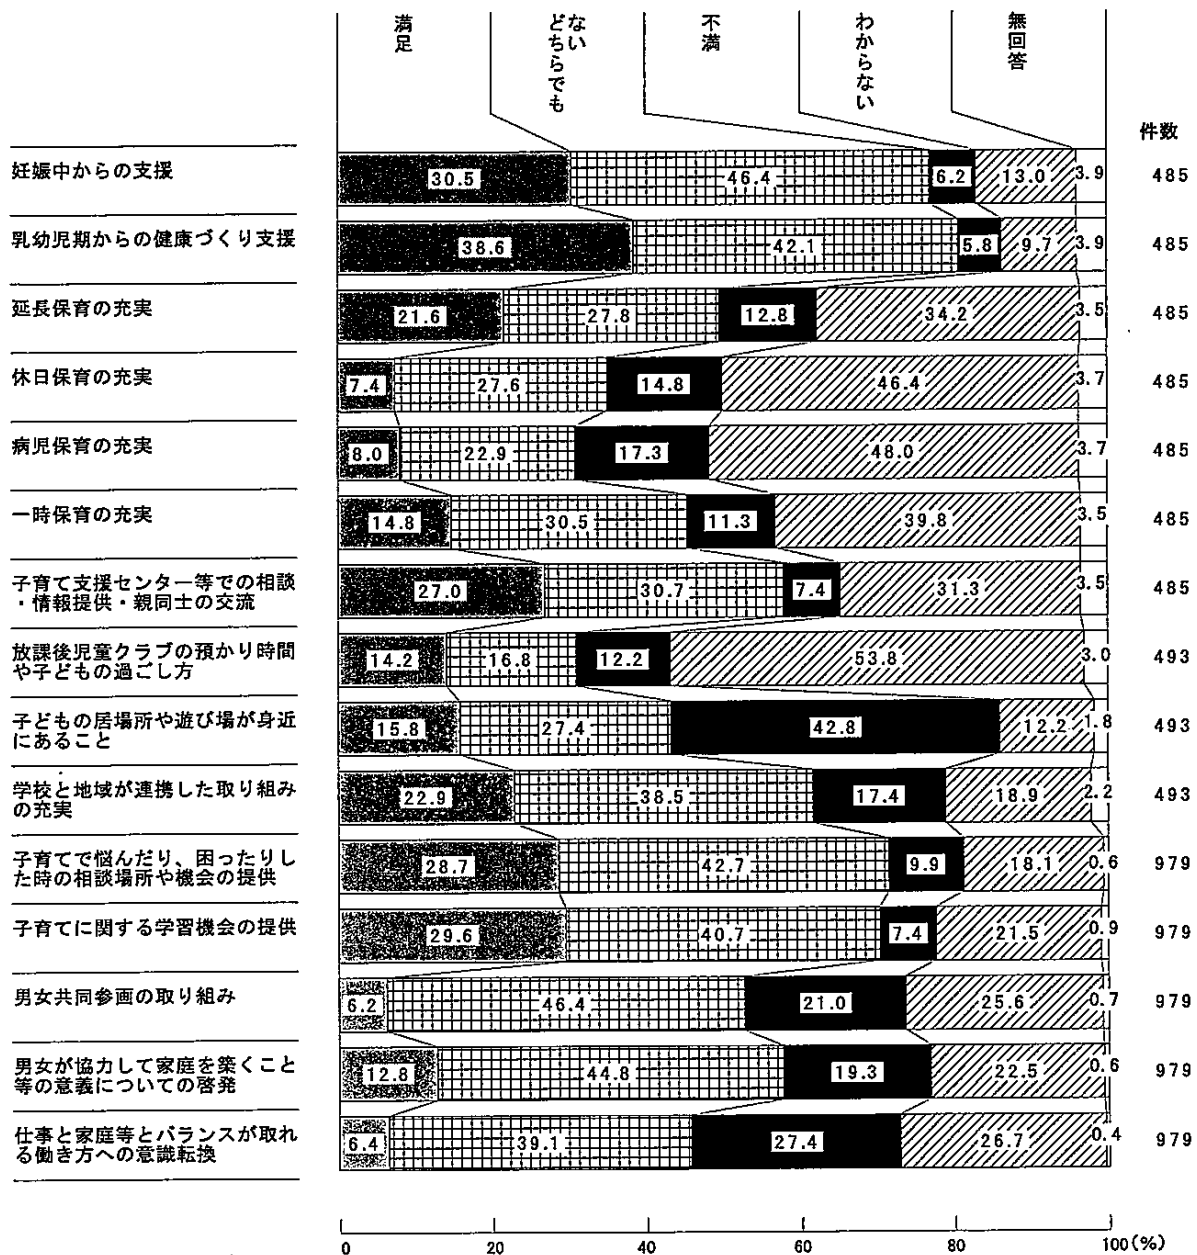 満足
どちらでも
ない
不満
わからない
無回答
件数
妊娠中からの支援
30.5 46.4 6.2 13.0 3.9 485
乳幼児期からの健康づくり支援
38.6 42.1 5.8 9.7 3.9 485
延長保育の充実
21.6 27.8 12.8 34.2 3.5 485
休日保育の充実
7.4 27.6 14.8 46.4 3.7 485
病児保育の充実
8.0 22.9 17.3 48.0 3.7 485
一時保育の充実
14.8 30.5 11.3 39.8 3.5 485
子育て支援センター等での相談
・情報提供・親同士の交流
27.0 30.7 7.4 31.3 3.5 485
放課後児童クラブの預かり時間
や子どもの過ごし方
14.2 16.8 12.2 53.8 3.0 493
子どもの居場所や遊び場が身近
にあること
15.8 27.4 42.8 12.2 1.8 493
学校と地域が連携した取り組み
の充実
22.9 38.5 17.4 18.9 2.2 493
子育てで悩んだり、困ったりし
た時の相談場所や機会の提供
28.7 42.7 9.9 18.1 0.6 979
子育てに関する学習機会の提供
29.6 40.7 7.4 21.5 0.9 979
男女共同参画の取り組み
6.2 46.4 21.0 25.6 0.7 979
男女が協力して家庭を築くこと
等の意義についての啓発
12.8 44.8 19.3 22.5 0.6 979
仕事と家庭等とバランスが取れ
る働き方への意識転換
6.4 39.1 27.4 26.7 0.4 979
0 20 40 60 80 100(%)